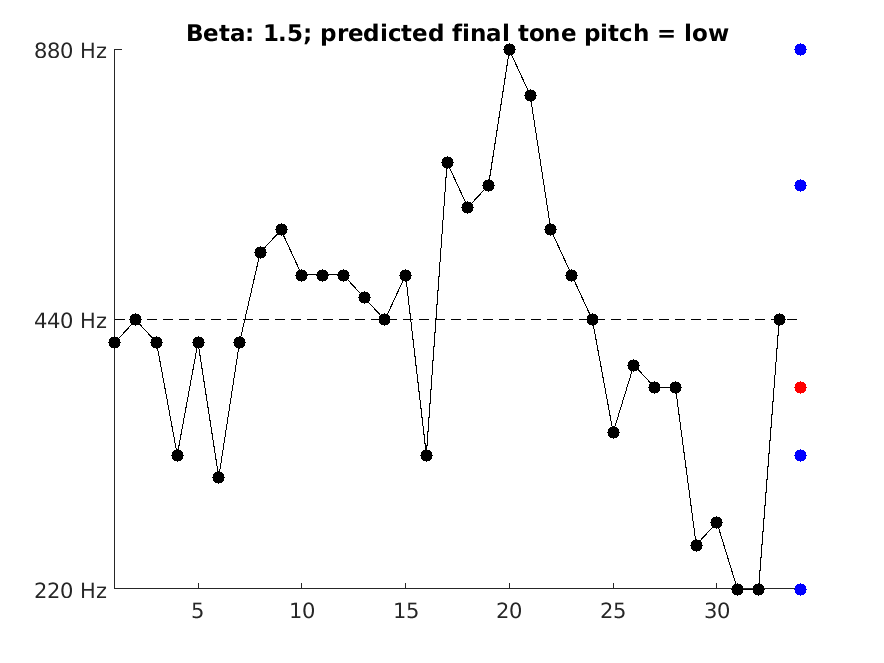 Beta: 1.5; predicted final tone pitch = low
880 Hz
440 Hz
220 Hz
5 10 15 20 25 30